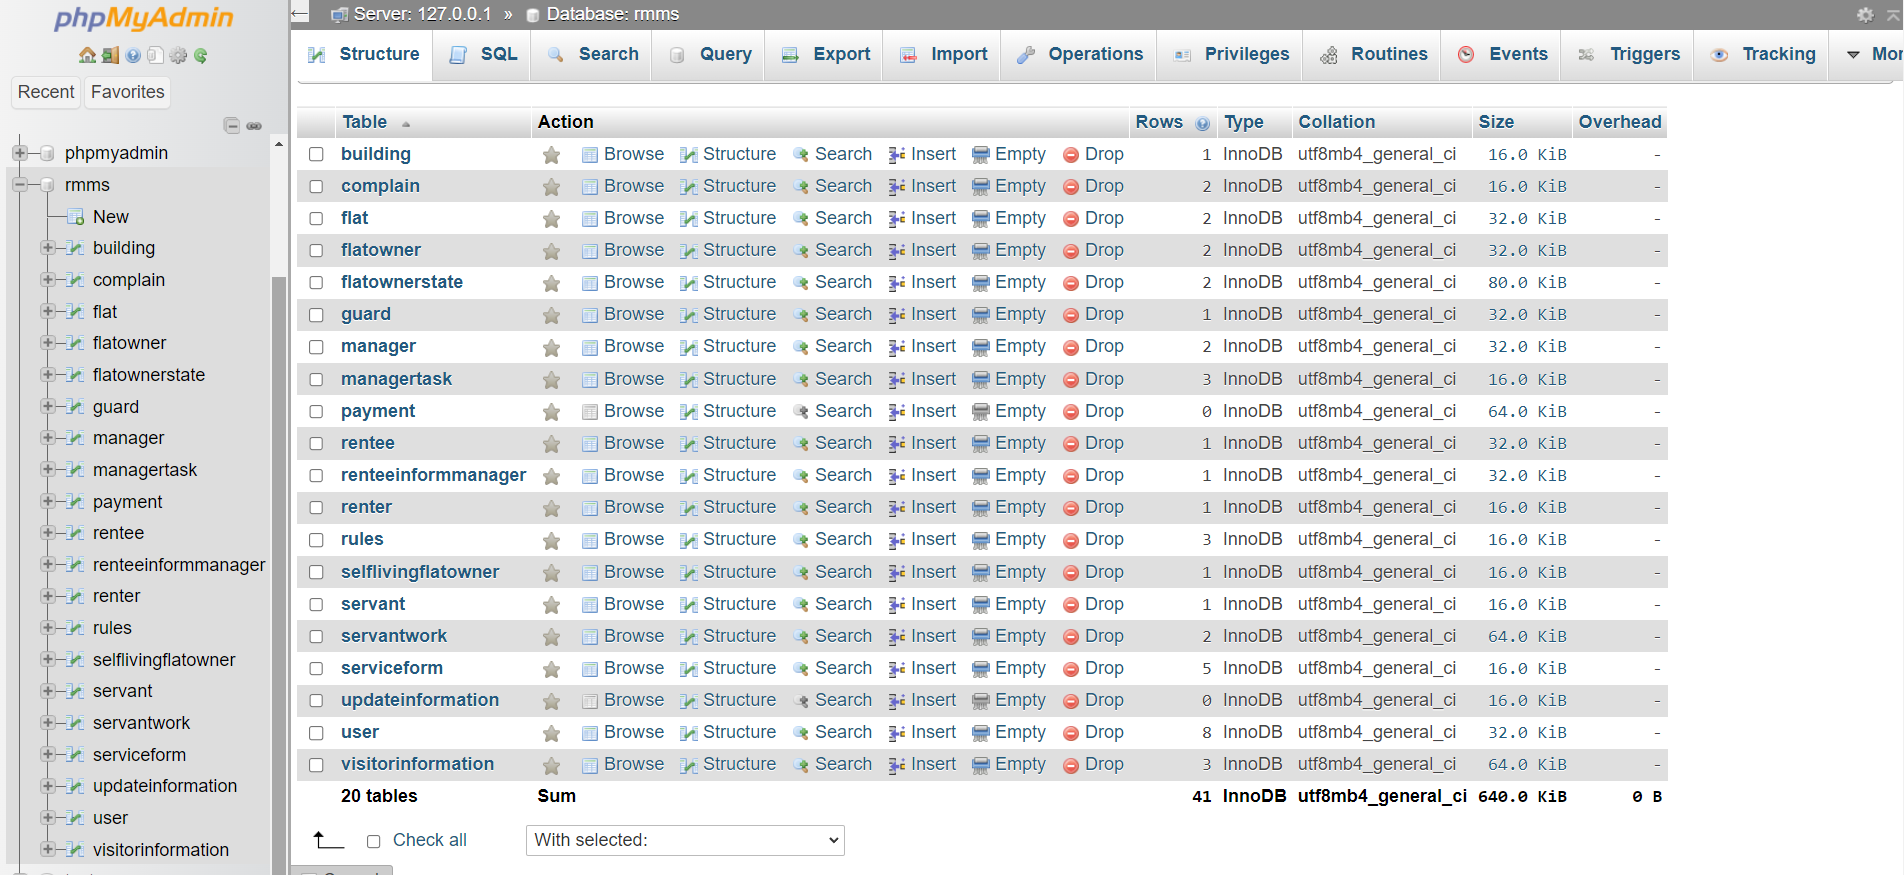 phpMyAdmin
Recent Favorites
phpmyadmin
rmms
New
building
complain
flat
flatowner
flatownerstate
guard
manager
managertask
payment
rentee
renteeinformmanager
renter
rules
selflivingflatowner
servant
servantwork
serviceform
updateinformation
user
visitorinformation
Server: 127.0.0.1 » Database: rmms
Structure SQL Search Query Export Import Operations Privileges Routines Events Triggers Tracking Mor
Table Action Rows Type Collation Size Overhead
building Browse Structure Search Insert Empty Drop 1 InnoDB utf8mb4_general_ci 16.0 KiB -
complain Browse Structure Search Insert Empty Drop 2 InnoDB utf8mb4_general_ci 16.0 KiB -
flat Browse Structure Search Insert Empty Drop 2 InnoDB utf8mb4_general_ci 32.0 KiB -
flatowner Browse Structure Search Insert Empty Drop 2 InnoDB utf8mb4_general_ci 32.0 KiB -
flatownerstate Browse Structure Search Insert Empty Drop 2 InnoDB utf8mb4_general_ci 80.0 KiB -
guard Browse Structure Search Insert Empty Drop 1 InnoDB utf8mb4_general_ci 32.0 KiB -
manager Browse Structure Search Insert Empty Drop 2 InnoDB utf8mb4_general_ci 32.0 KiB -
managertask Browse Structure Search Insert Empty Drop 3 InnoDB utf8mb4_general_ci 16.0 KiB -
payment Browse Structure Search Insert Empty Drop 0 InnoDB utf8mb4_general_ci 64.0 KiB -
rentee Browse Structure Search Insert Empty Drop 1 InnoDB utf8mb4_general_ci 32.0 KiB -
renteeinformmanager Browse Structure Search Insert Empty Drop 1 InnoDB utf8mb4_general_ci 32.0 KiB -
renter Browse Structure Search Insert Empty Drop 1 InnoDB utf8mb4_general_ci 16.0 KiB -
rules Browse Structure Search Insert Empty Drop 3 InnoDB utf8mb4_general_ci 16.0 KiB -
selflivingflatowner Browse Structure Search Insert Empty Drop 1 InnoDB utf8mb4_general_ci 16.0 KiB -
servant Browse Structure Search Insert Empty Drop 1 InnoDB utf8mb4_general_ci 16.0 KiB -
servantwork Browse Structure Search Insert Empty Drop 2 InnoDB utf8mb4_general_ci 64.0 KiB -
serviceform Browse Structure Search Insert Empty Drop 5 InnoDB utf8mb4_general_ci 16.0 KiB -
updateinformation Browse Structure Search Insert Empty Drop 0 InnoDB utf8mb4_general_ci 16.0 KiB -
user Browse Structure Search Insert Empty Drop 8 InnoDB utf8mb4_general_ci 32.0 KiB -
visitorinformation Browse Structure Search Insert Empty Drop 3 InnoDB utf8mb4_general_ci 64.0 KiB -
20 tables Sum 41 InnoDB utf8mb4_general_ci 640.0 KiB 0 B
Check all With selected: